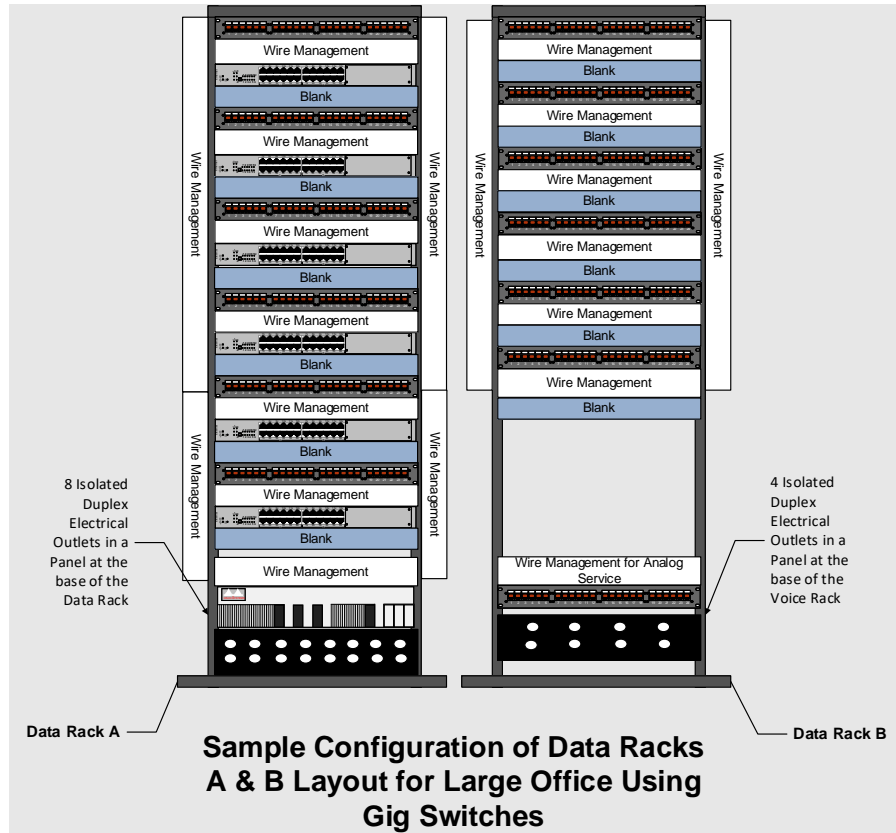 Wire Management
Blank
Wire Management
Blank
Wire Management
Blank
Wire Management
Blank
Wire Management
Blank
Wire Management
Blank
Wire Management
Wire Management
Wire Management
Wire Management
Wire Management
8 Isolated
Duplex
Electrical
Outlets in a
Panel at the
base of the
Data Rack
Data Rack A
Wire Management
Blank
Wire Management
Blank
Wire Management
Blank
Wire Management
Blank
Wire Management
Blank
Wire Management
Blank
Wire Management
Wire Management
Wire Management for Analog
Service
4 Isolated
Duplex
Electrical
Outlets in a
Panel at the
base of the
Voice Rack
Data Rack B
Sample Configuration of Data Racks
A & B Layout for Large Office Using
Gig Switches